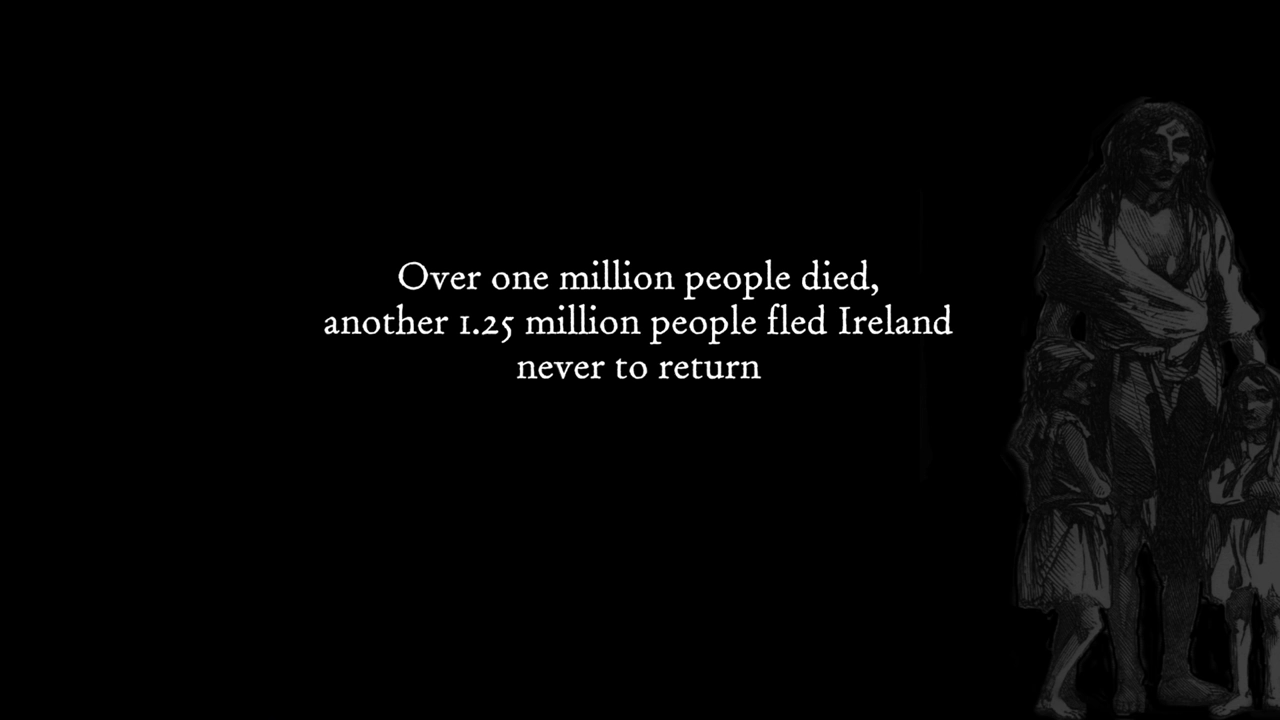 Over one million people died,
another 1.25 million people fled Ireland
never to return